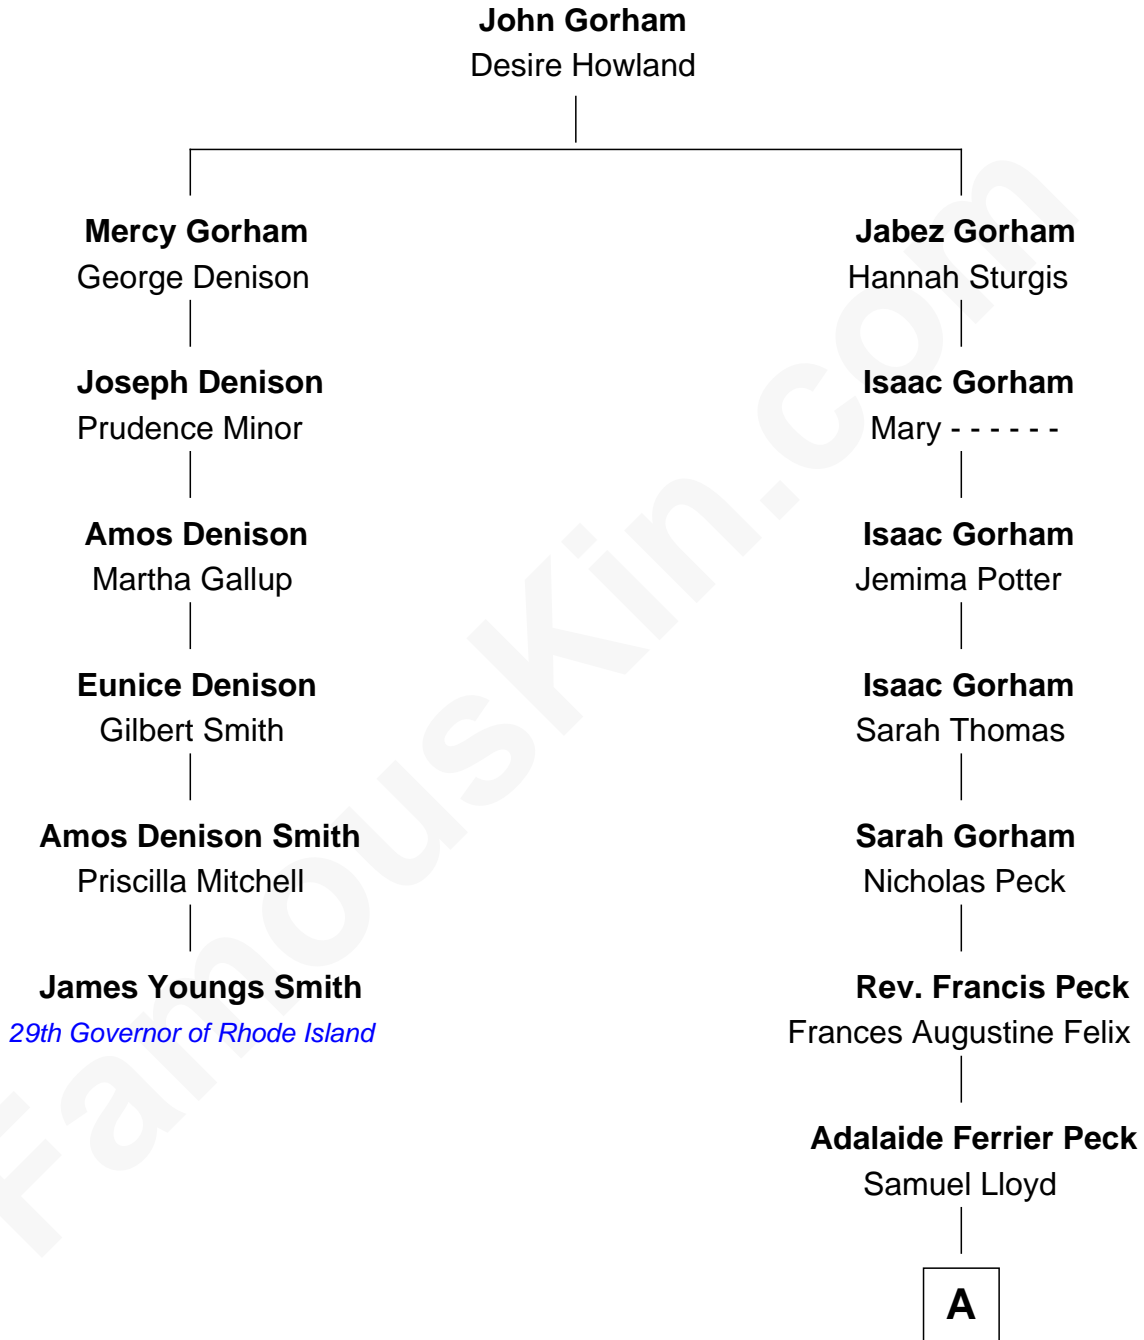 John Gorham
Desire Howland
Mercy Gorham
George Denison
Jabez Gorham
Hannah Sturgis
Joseph Denison
Prudence Minor
Isaac Gorham
Mary - - - - - -
Amos Denison
Martha Gallup
Isaac Gorham
Jemima Potter
Eunice Denison
Gilbert Smith
Isaac Gorham
Sarah Thomas
Amos Denison Smith
Priscilla Mitchell
Sarah Gorham
Nicholas Peck
James Youngs Smith
29th Governor of Rhode Island
Rev. Francis Peck
Frances Augustine Felix
Adalaide Ferrier Peck
Samuel Lloyd
A
FamousKin.com